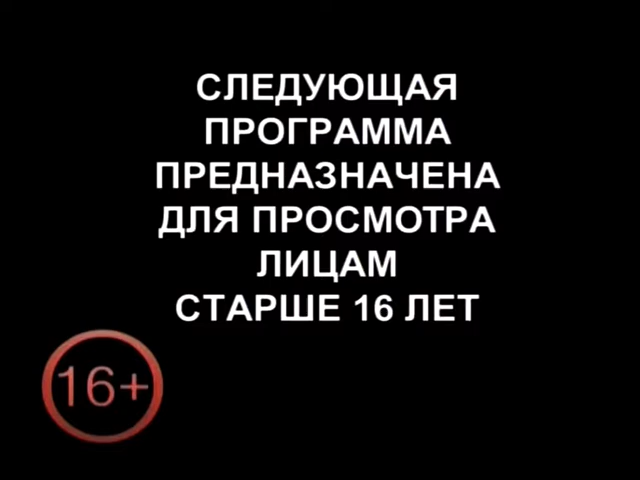 СЛЕДУЮЩАЯ
ПРОГРАММА
ПРЕДНАЗНАЧЕНА
ДЛЯ ПРОСМОТРА
ЛИЦАМ
СТАРШЕ 16 ЛЕТ
16+